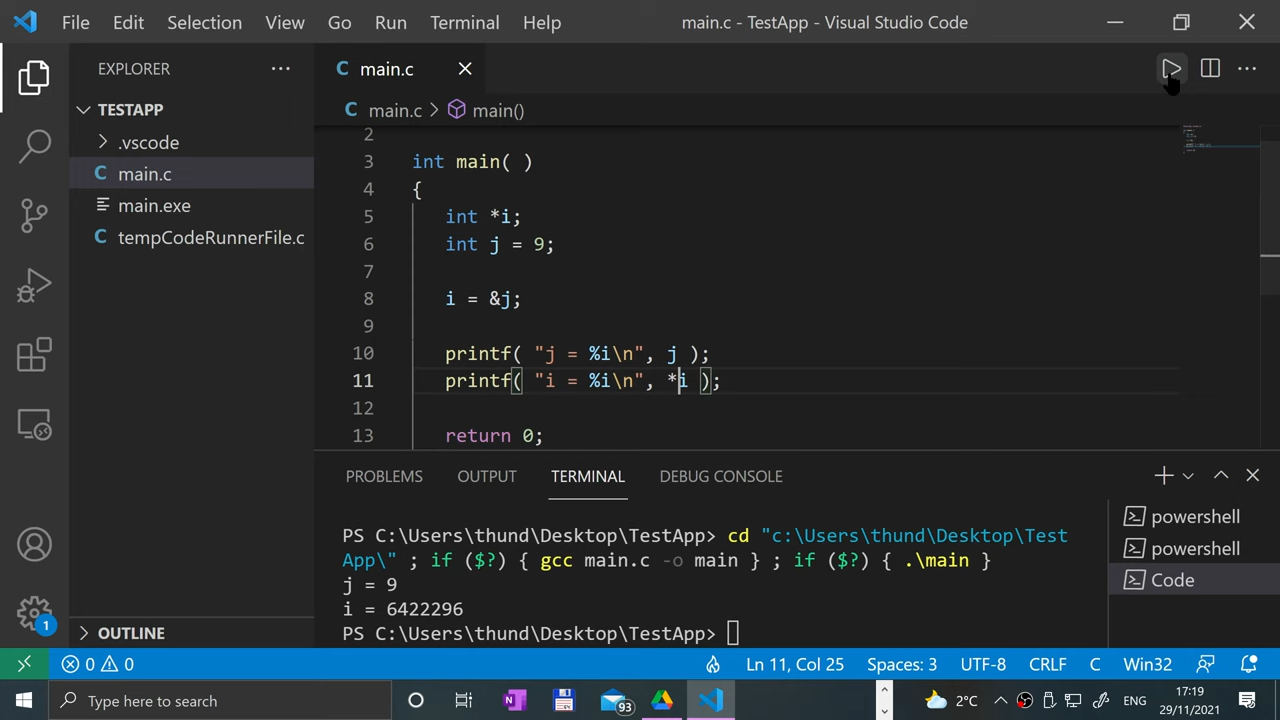 File Edit Selection View Go Run Terminal Help main.c - TestApp - Visual Studio Code
EXPLORER
TESTAPP
.vscode
C main.c
main.exe
C tempCodeRunnerFile.c
OUTLINE
C main.c
C main.c > main()
2
3 int main( )
4 {
5 int *i;
6 int j = 9;
7
8 i = &j;
9
10 printf( "j = %i\n", j );
11 printf( "i = %i\n", *i );
12
13 return 0;
PROBLEMS OUTPUT TERMINAL DEBUG CONSOLE
PS C:\Users\thund\Desktop\TestApp> cd "c:\Users\thund\Desktop\Test
App\" ; if ($?) { gcc main.c -o main } ; if ($?) { .\main }
j = 9
i = 6422296
PS C:\Users\thund\Desktop\TestApp>
powershell
powershell
Code
1
0 0 Ln 11, Col 25 Spaces: 3 UTF-8 CRLF C Win32
Type here to search 93 2°C ENG 17:19
29/11/2021